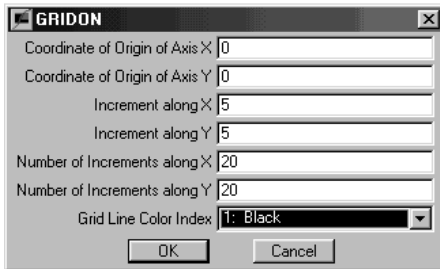 GRIDON
Coordinate of Origin of Axis X 0
Coordinate of Origin of Axis Y 0
Increment along X 5
Increment along Y 5
Number of Increments along X 20
Number of Increments along Y 20
Grid Line Color Index 1: Black
OK Cancel